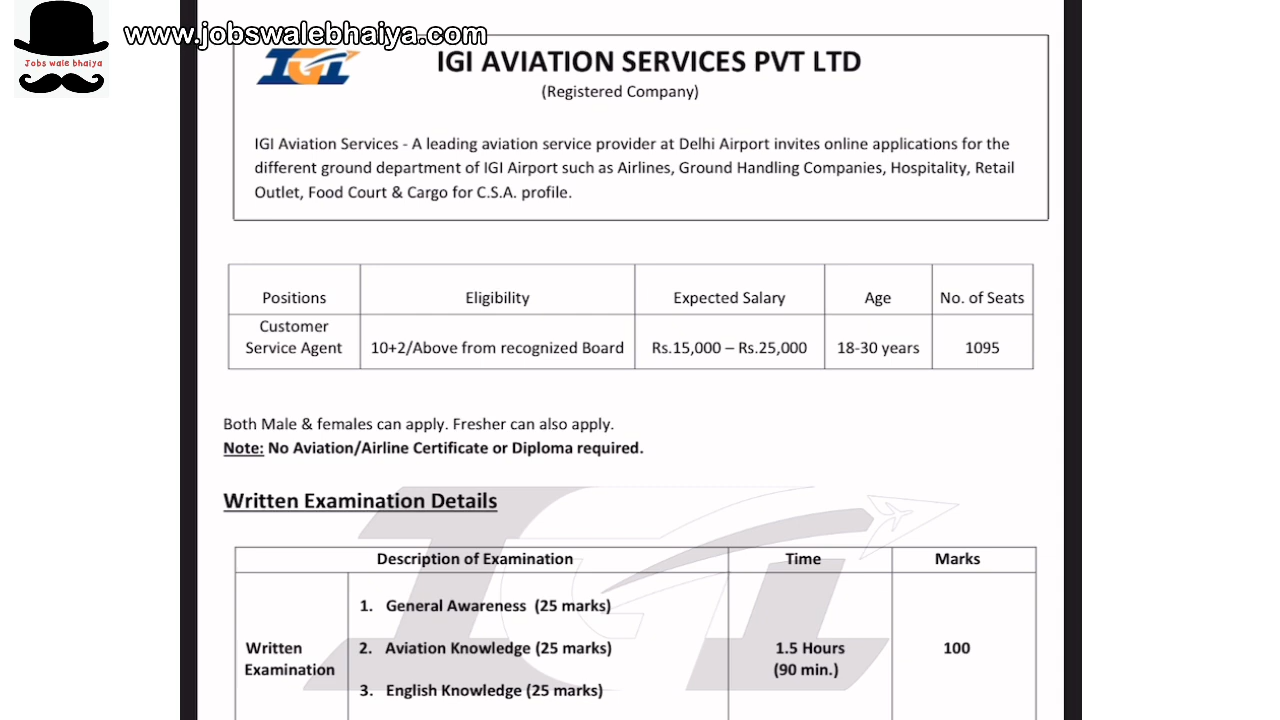 www.jobswalebhaiya.com
Jobs wale bhaiya
IGI
IGI AVIATION SERVICES PVT LTD
(Registered Company)
IGI Aviation Services - A leading aviation service provider at Delhi Airport invites online applications for the
different ground department of IGI Airport such as Airlines, Ground Handling Companies, Hospitality, Retail
Outlet, Food Court & Cargo for C.S.A. profile.
Positions Eligibility Expected Salary Age No. of Seats
Customer
Service Agent 10+2/Above from recognized Board Rs.15,000 – Rs.25,000 18-30 years 1095
Both Male & females can apply. Fresher can also apply.
Note: No Aviation/Airline Certificate or Diploma required.
Written Examination Details
Description of Examination Time Marks
1. General Awareness (25 marks)
Written 2. Aviation Knowledge (25 marks) 1.5 Hours 100
Examination (90 min.)
3. English Knowledge (25 marks)
IGI